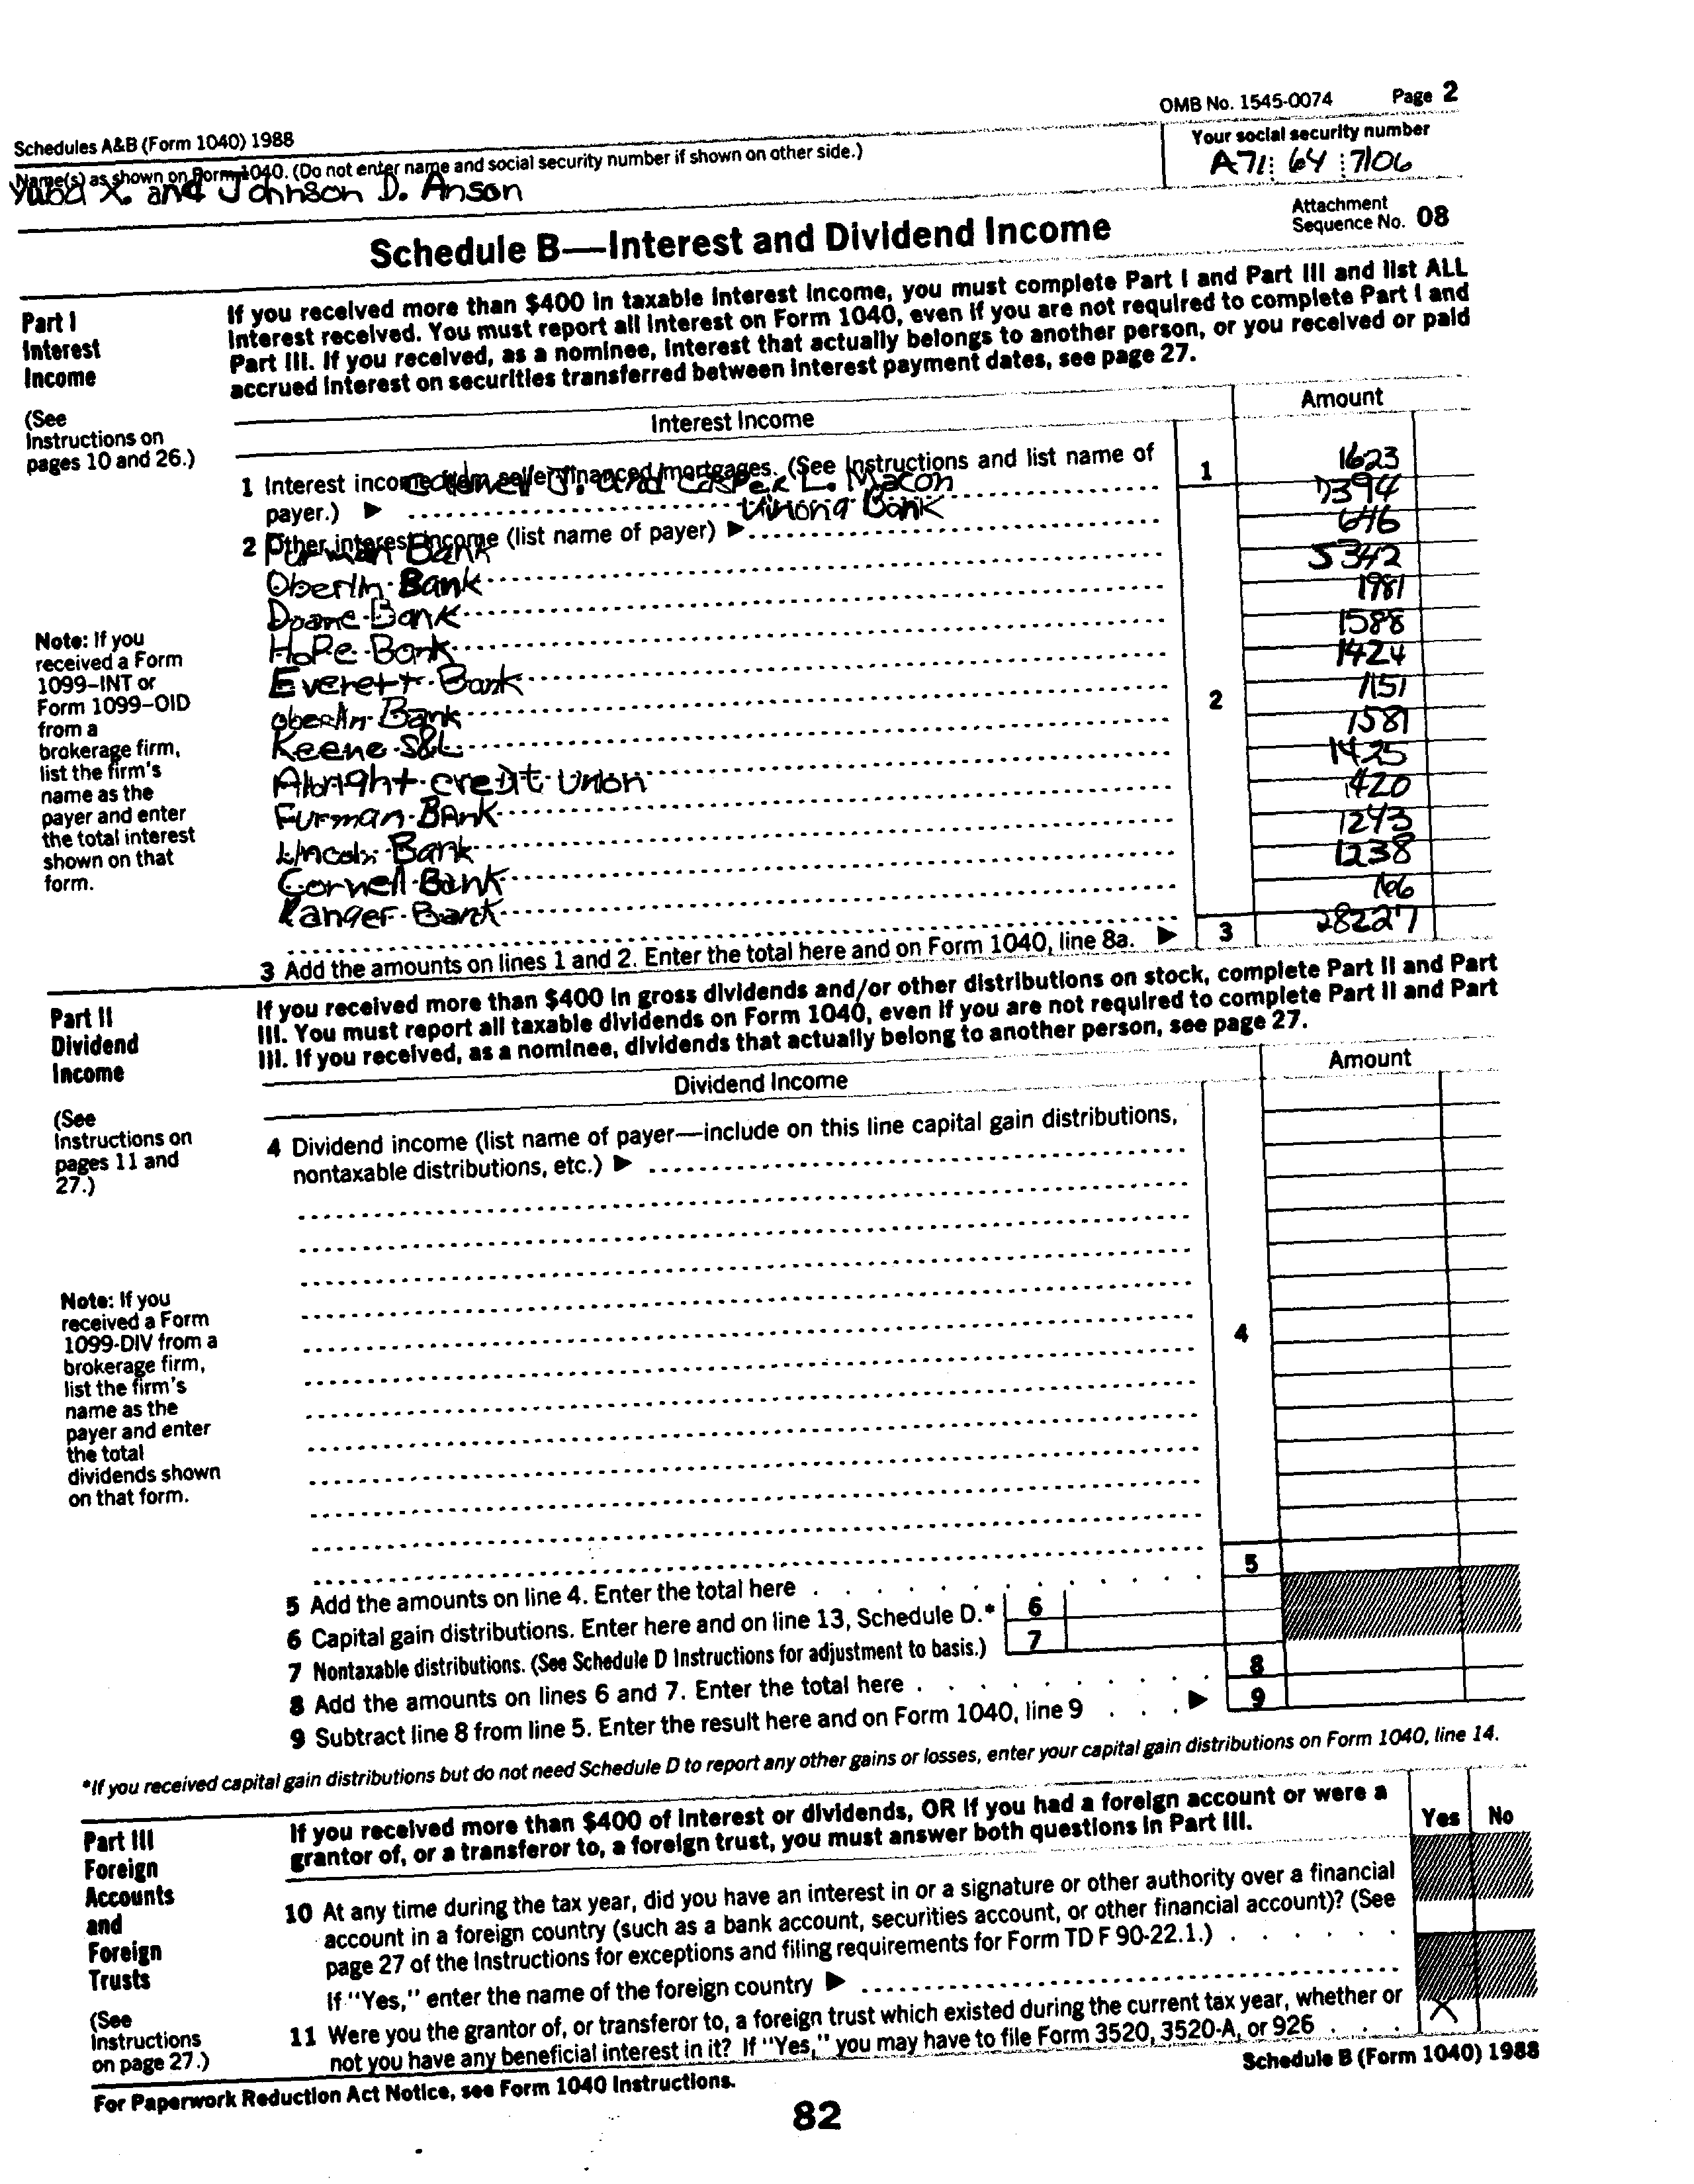 OMB No. 1545-0074 Page 2
Schedules A&B (Form 1040) 1988
Name(s) as shown on Form 1040. (Do not enter name and social security number if shown on other side.)
Your social security number
Yuba X. and Johnson D. Anson
A71 64 7106
Schedule B—Interest and Dividend Income
Attachment
Sequence No. 08
Part I
Interest
Income
(See
Instructions on
pages 10 and 26.)
If you received more than $400 in taxable interest income, you must complete Part I and Part III and list ALL
interest received. You must report all interest on Form 1040, even if you are not required to complete Part I and
Part III. If you received, as a nominee, interest that actually belongs to another person, or you received or paid
accrued interest on securities transferred between interest payment dates, see page 27.
Interest Income
Amount
1 Interest income from seller-financed mortgages. (See Instructions and list name of
payer.) ▶
J. and Casper L. Macon
1 1623
2 Other interest income (list name of payer) ▶
Bank 7394
Furman Bank 646
Oberlin Bank 5342
Doane Bank 1981
Hope Bank 1588
Everett Bank 1424
Oberlin Bank 1151
2
Keene S&L 1581
Albright Credit Union 1425
Furman Bank 420
Lincoln Bank 1243
Cornell Bank 1238
Ranger Bank 166
3 Add the amounts on lines 1 and 2. Enter the total here and on Form 1040, line 8a. ▶ 3 28227
Note: If you
received a Form
1099–INT or
Form 1099–OID
from a
brokerage firm,
list the firm's
name as the
payer and enter
the total interest
shown on that
form.
Part II
Dividend
Income
(See
Instructions on
pages 11 and
27.)
If you received more than $400 in gross dividends and/or other distributions on stock, complete Part II and Part
III. You must report all taxable dividends on Form 1040, even if you are not required to complete Part II and Part
III. If you received, as a nominee, dividends that actually belong to another person, see page 27.
Dividend Income
Amount
4 Dividend income (list name of payer—include on this line capital gain distributions,
nontaxable distributions, etc.) ▶
4
Note: If you
received a Form
1099-DIV from a
brokerage firm,
list the firm's
name as the
payer and enter
the total
dividends shown
on that form.
5 Add the amounts on line 4. Enter the total here 5
6 Capital gain distributions. Enter here and on line 13, Schedule D.* 6
7 Nontaxable distributions. (See Schedule D Instructions for adjustment to basis.) 7
8 Add the amounts on lines 6 and 7. Enter the total here 8
9 Subtract line 8 from line 5. Enter the result here and on Form 1040, line 9 ▶ 9
*If you received capital gain distributions but do not need Schedule D to report any other gains or losses, enter your capital gain distributions on Form 1040, line 14.
Part III
Foreign
Accounts
and
Foreign
Trusts
(See
Instructions
on page 27.)
If you received more than $400 of interest or dividends, OR if you had a foreign account or were a
grantor of, or a transferor to, a foreign trust, you must answer both questions in Part III.
Yes No
10 At any time during the tax year, did you have an interest in or a signature or other authority over a financial
account in a foreign country (such as a bank account, securities account, or other financial account)? (See
page 27 of the Instructions for exceptions and filing requirements for Form TD F 90-22.1.)
If "Yes," enter the name of the foreign country ▶
11 Were you the grantor of, or transferor to, a foreign trust which existed during the current tax year, whether or
not you have any beneficial interest in it? If "Yes," you may have to file Form 3520, 3520-A, or 926 X
For Paperwork Reduction Act Notice, see Form 1040 Instructions.
Schedule B (Form 1040) 1988
82